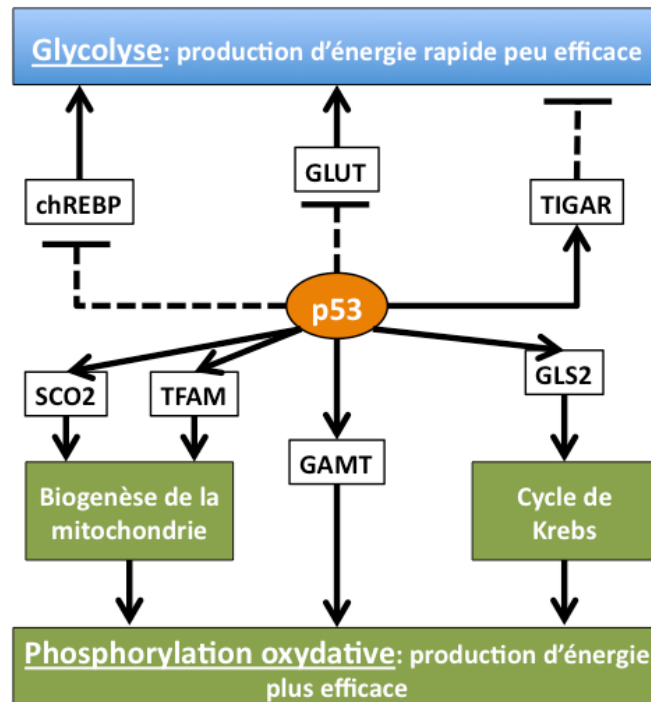 Glycolyse: production d’énergie rapide peu efficace
chREBP
GLUT
TIGAR
p53
SCO2
TFAM
GLS2
GAMT
Biogenèse de la
mitochondrie
Cycle de
Krebs
Phosphorylation oxydative: production d’énergie
plus efficace